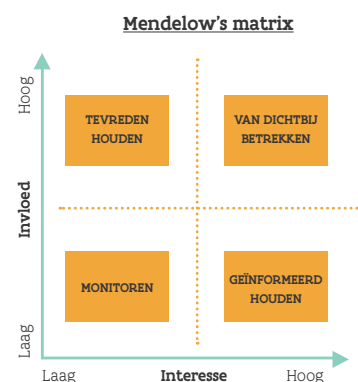 Mendelow's matrix
Hoog
TEVREDEN
HOUDEN
VAN DICHTBIJ
BETREKKEN
Invloed
MONITOREN
GEÏNFORMEERD
HOUDEN
Laag
Laag
Interesse
Hoog